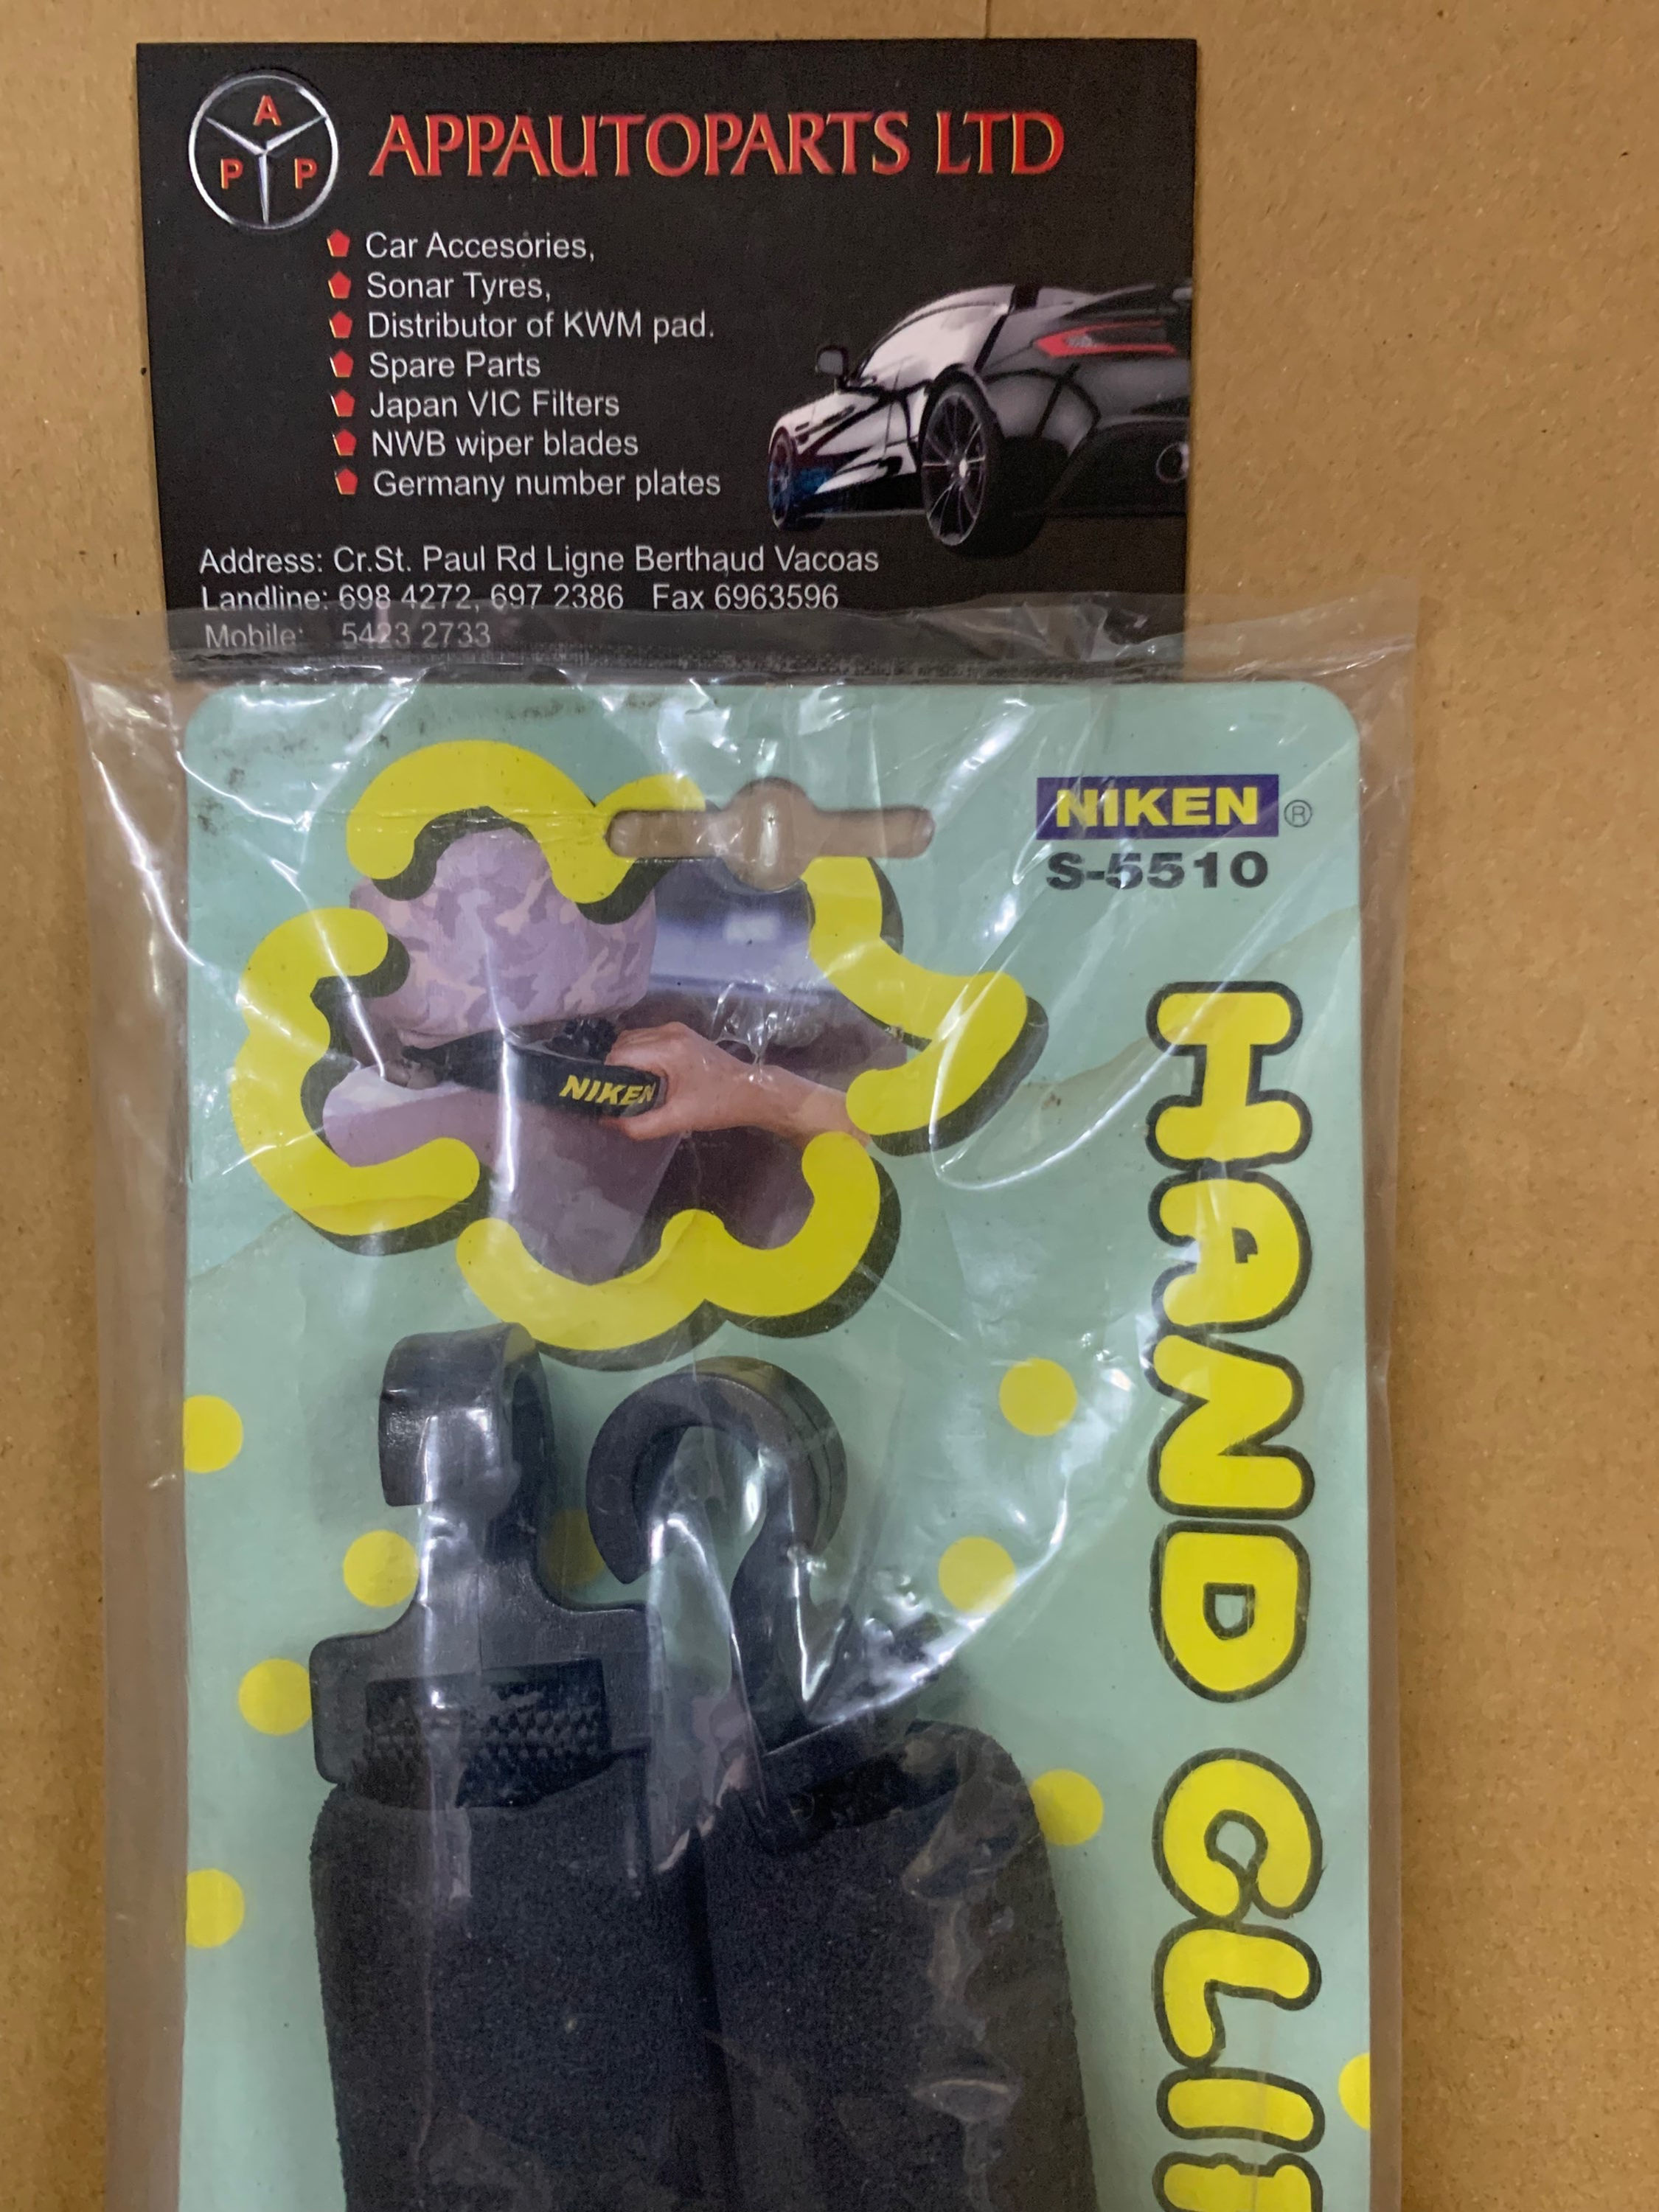 A
P P
APPAUTOPARTS LTD
Car Accesories,
Sonar Tyres,
Distributor of KWM pad.
Spare Parts
Japan VIC Filters
NWB wiper blades
Germany number plates
Address: Cr.St. Paul Rd Ligne Berthaud Vacoas
Landline: 698 4272, 697 2386 Fax 6963596
Mobile: 5423 2733
NIKEN ®
S-5510
NIKEN
HAND